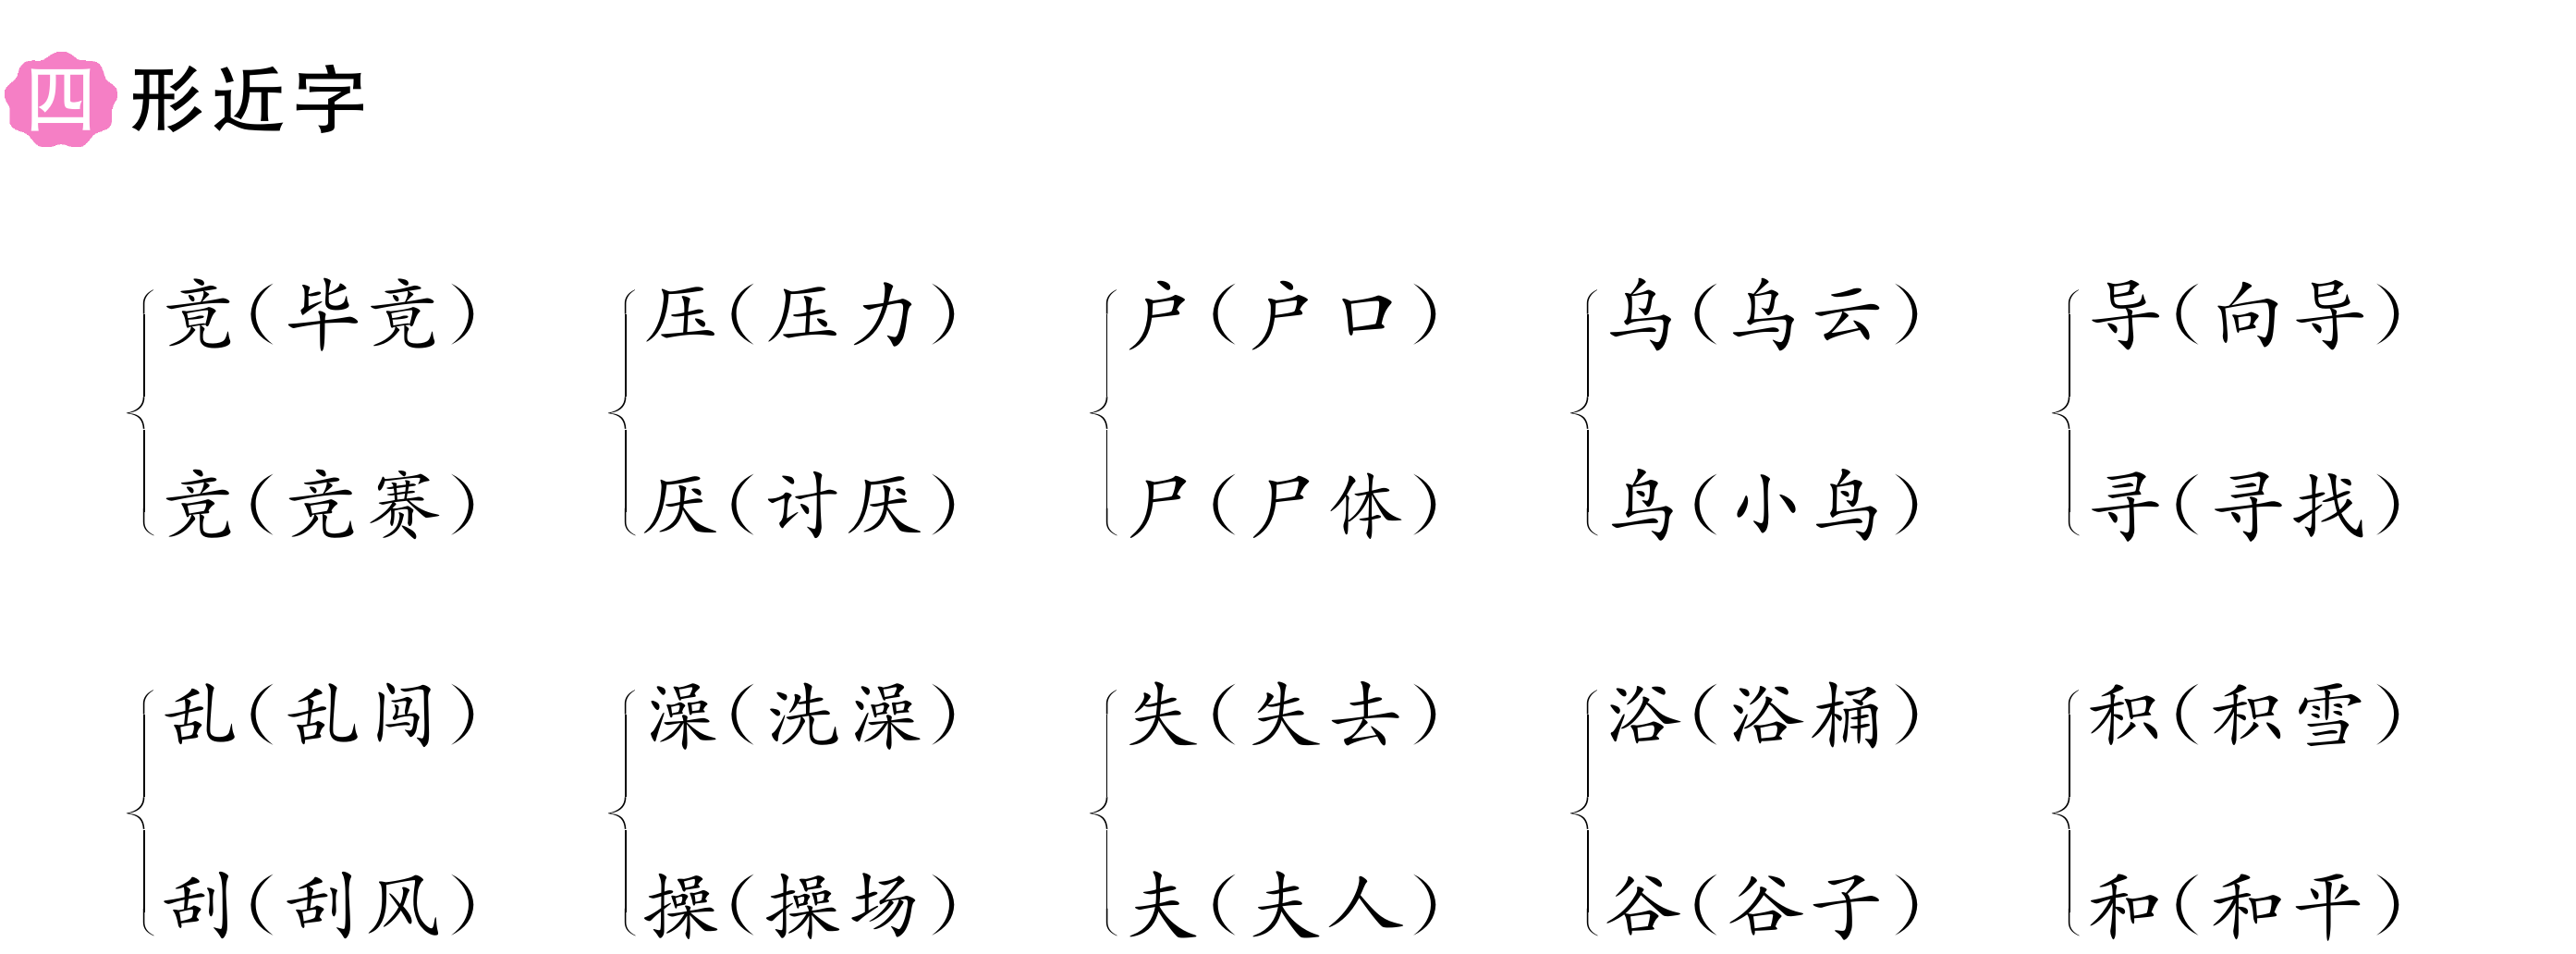 四 形近字
竟(毕竟) 压(压力) 户(户口) 乌(乌云) 导(向导)
竞(竞赛) 厌(讨厌) 尸(尸体) 鸟(小鸟) 寻(寻找)
乱(乱闯) 澡(洗澡) 失(失去) 浴(浴桶) 积(积雪)
刮(刮风) 操(操场) 夫(夫人) 谷(谷子) 和(和平)